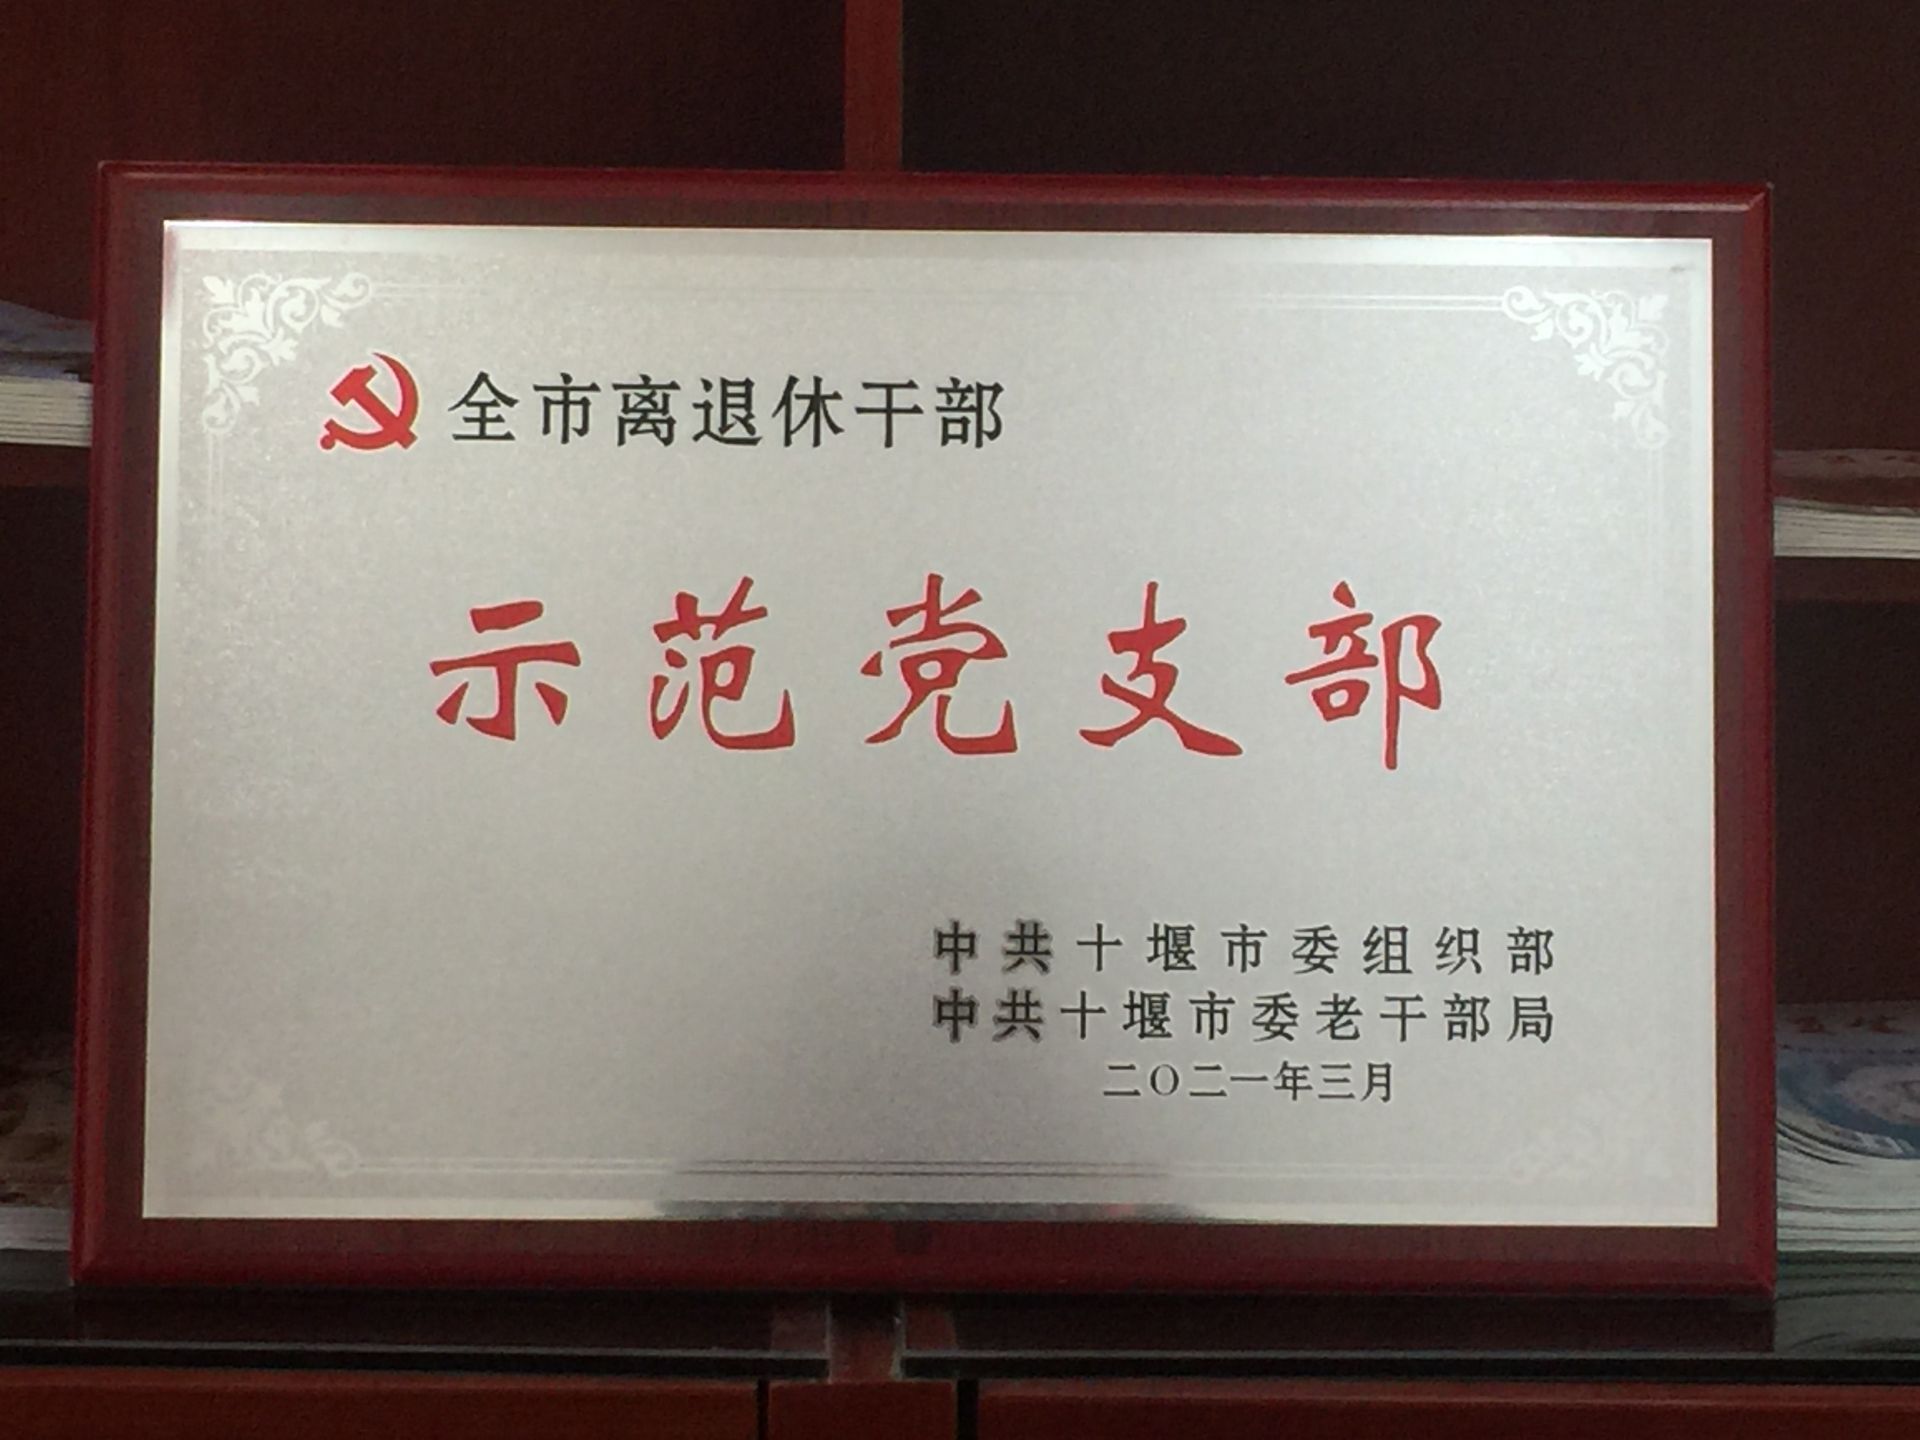 全市离退休干部
示范党支部
中共十堰市委组织部
中共十堰市委老干部局
二〇二一年三月